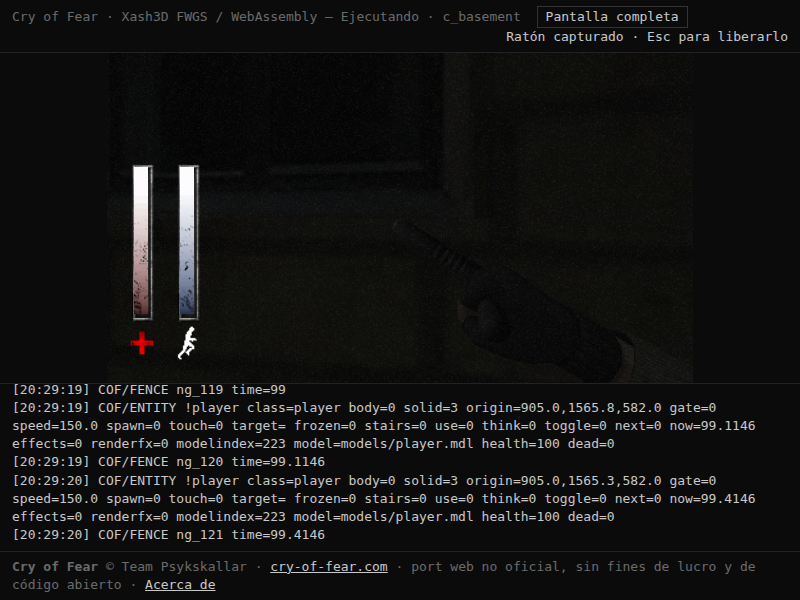 Cry of Fear · Xash3D FWGS / WebAssembly — Ejecutando · c_basement
Pantalla completa
Ratón capturado · Esc para liberarlo
[20:29:19] COF/FENCE ng_119 time=99
[20:29:19] COF/ENTITY !player class=player body=0 solid=3 origin=905.0,1565.8,582.0 gate=0
speed=150.0 spawn=0 touch=0 target= frozen=0 stairs=0 use=0 think=0 toggle=0 next=0 now=99.1146
effects=0 renderfx=0 modelindex=223 model=models/player.mdl health=100 dead=0
[20:29:19] COF/FENCE ng_120 time=99.1146
[20:29:20] COF/ENTITY !player class=player body=0 solid=3 origin=905.0,1565.3,582.0 gate=0
speed=150.0 spawn=0 touch=0 target= frozen=0 stairs=0 use=0 think=0 toggle=0 next=0 now=99.4146
effects=0 renderfx=0 modelindex=223 model=models/player.mdl health=100 dead=0
[20:29:20] COF/FENCE ng_121 time=99.4146
Cry of Fear © Team Psykskallar · cry-of-fear.com · port web no oficial, sin fines de lucro y de
código abierto · Acerca de